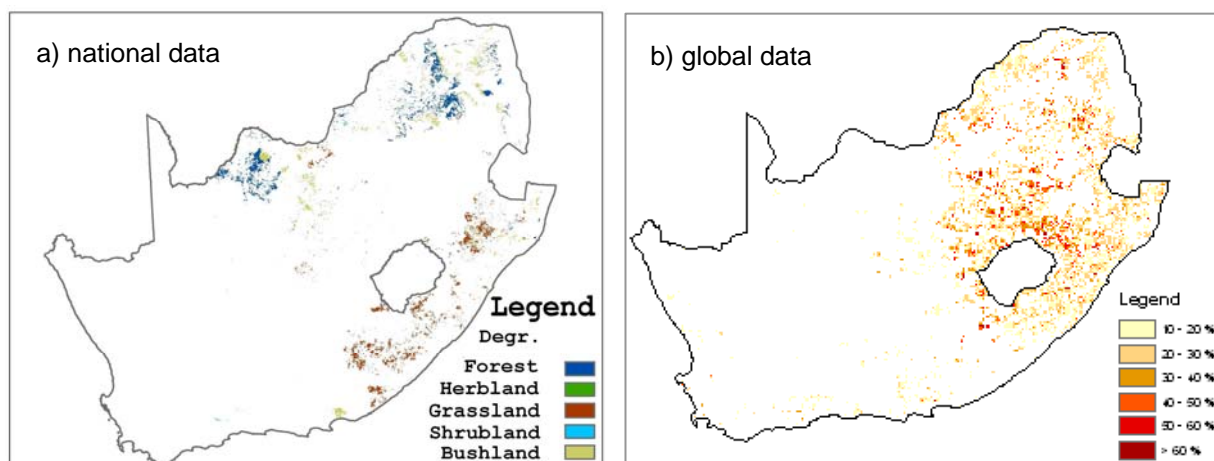 a) national data
Legend
Degr.
Forest
Herbland
Grassland
Shrubland
Bushland
b) global data
Legend
10 - 20 %
20 - 30 %
30 - 40 %
40 - 50 %
50 - 60 %
> 60 %